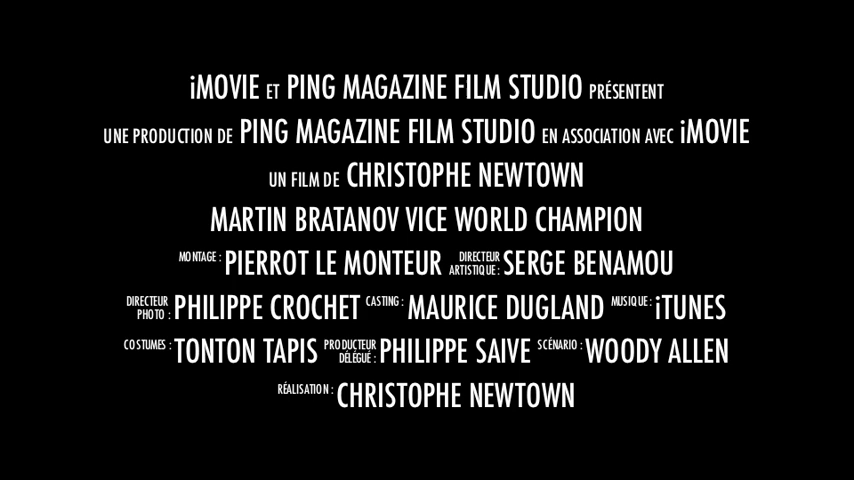 iMOVIE ET PING MAGAZINE FILM STUDIO PRÉSENTENT
UNE PRODUCTION DE PING MAGAZINE FILM STUDIO EN ASSOCIATION AVEC iMOVIE
UN FILM DE CHRISTOPHE NEWTOWN
MARTIN BRATANOV VICE WORLD CHAMPION
MONTAGE : PIERROT LE MONTEUR DIRECTEUR ARTISTIQUE : SERGE BENAMOU
DIRECTEUR PHOTO : PHILIPPE CROCHET CASTING : MAURICE DUGLAND MUSIQUE : iTUNES
COSTUMES : TONTON TAPIS PRODUCTEUR DÉLÉGUÉ : PHILIPPE SAIVE SCÉNARIO : WOODY ALLEN
RÉALISATION : CHRISTOPHE NEWTOWN